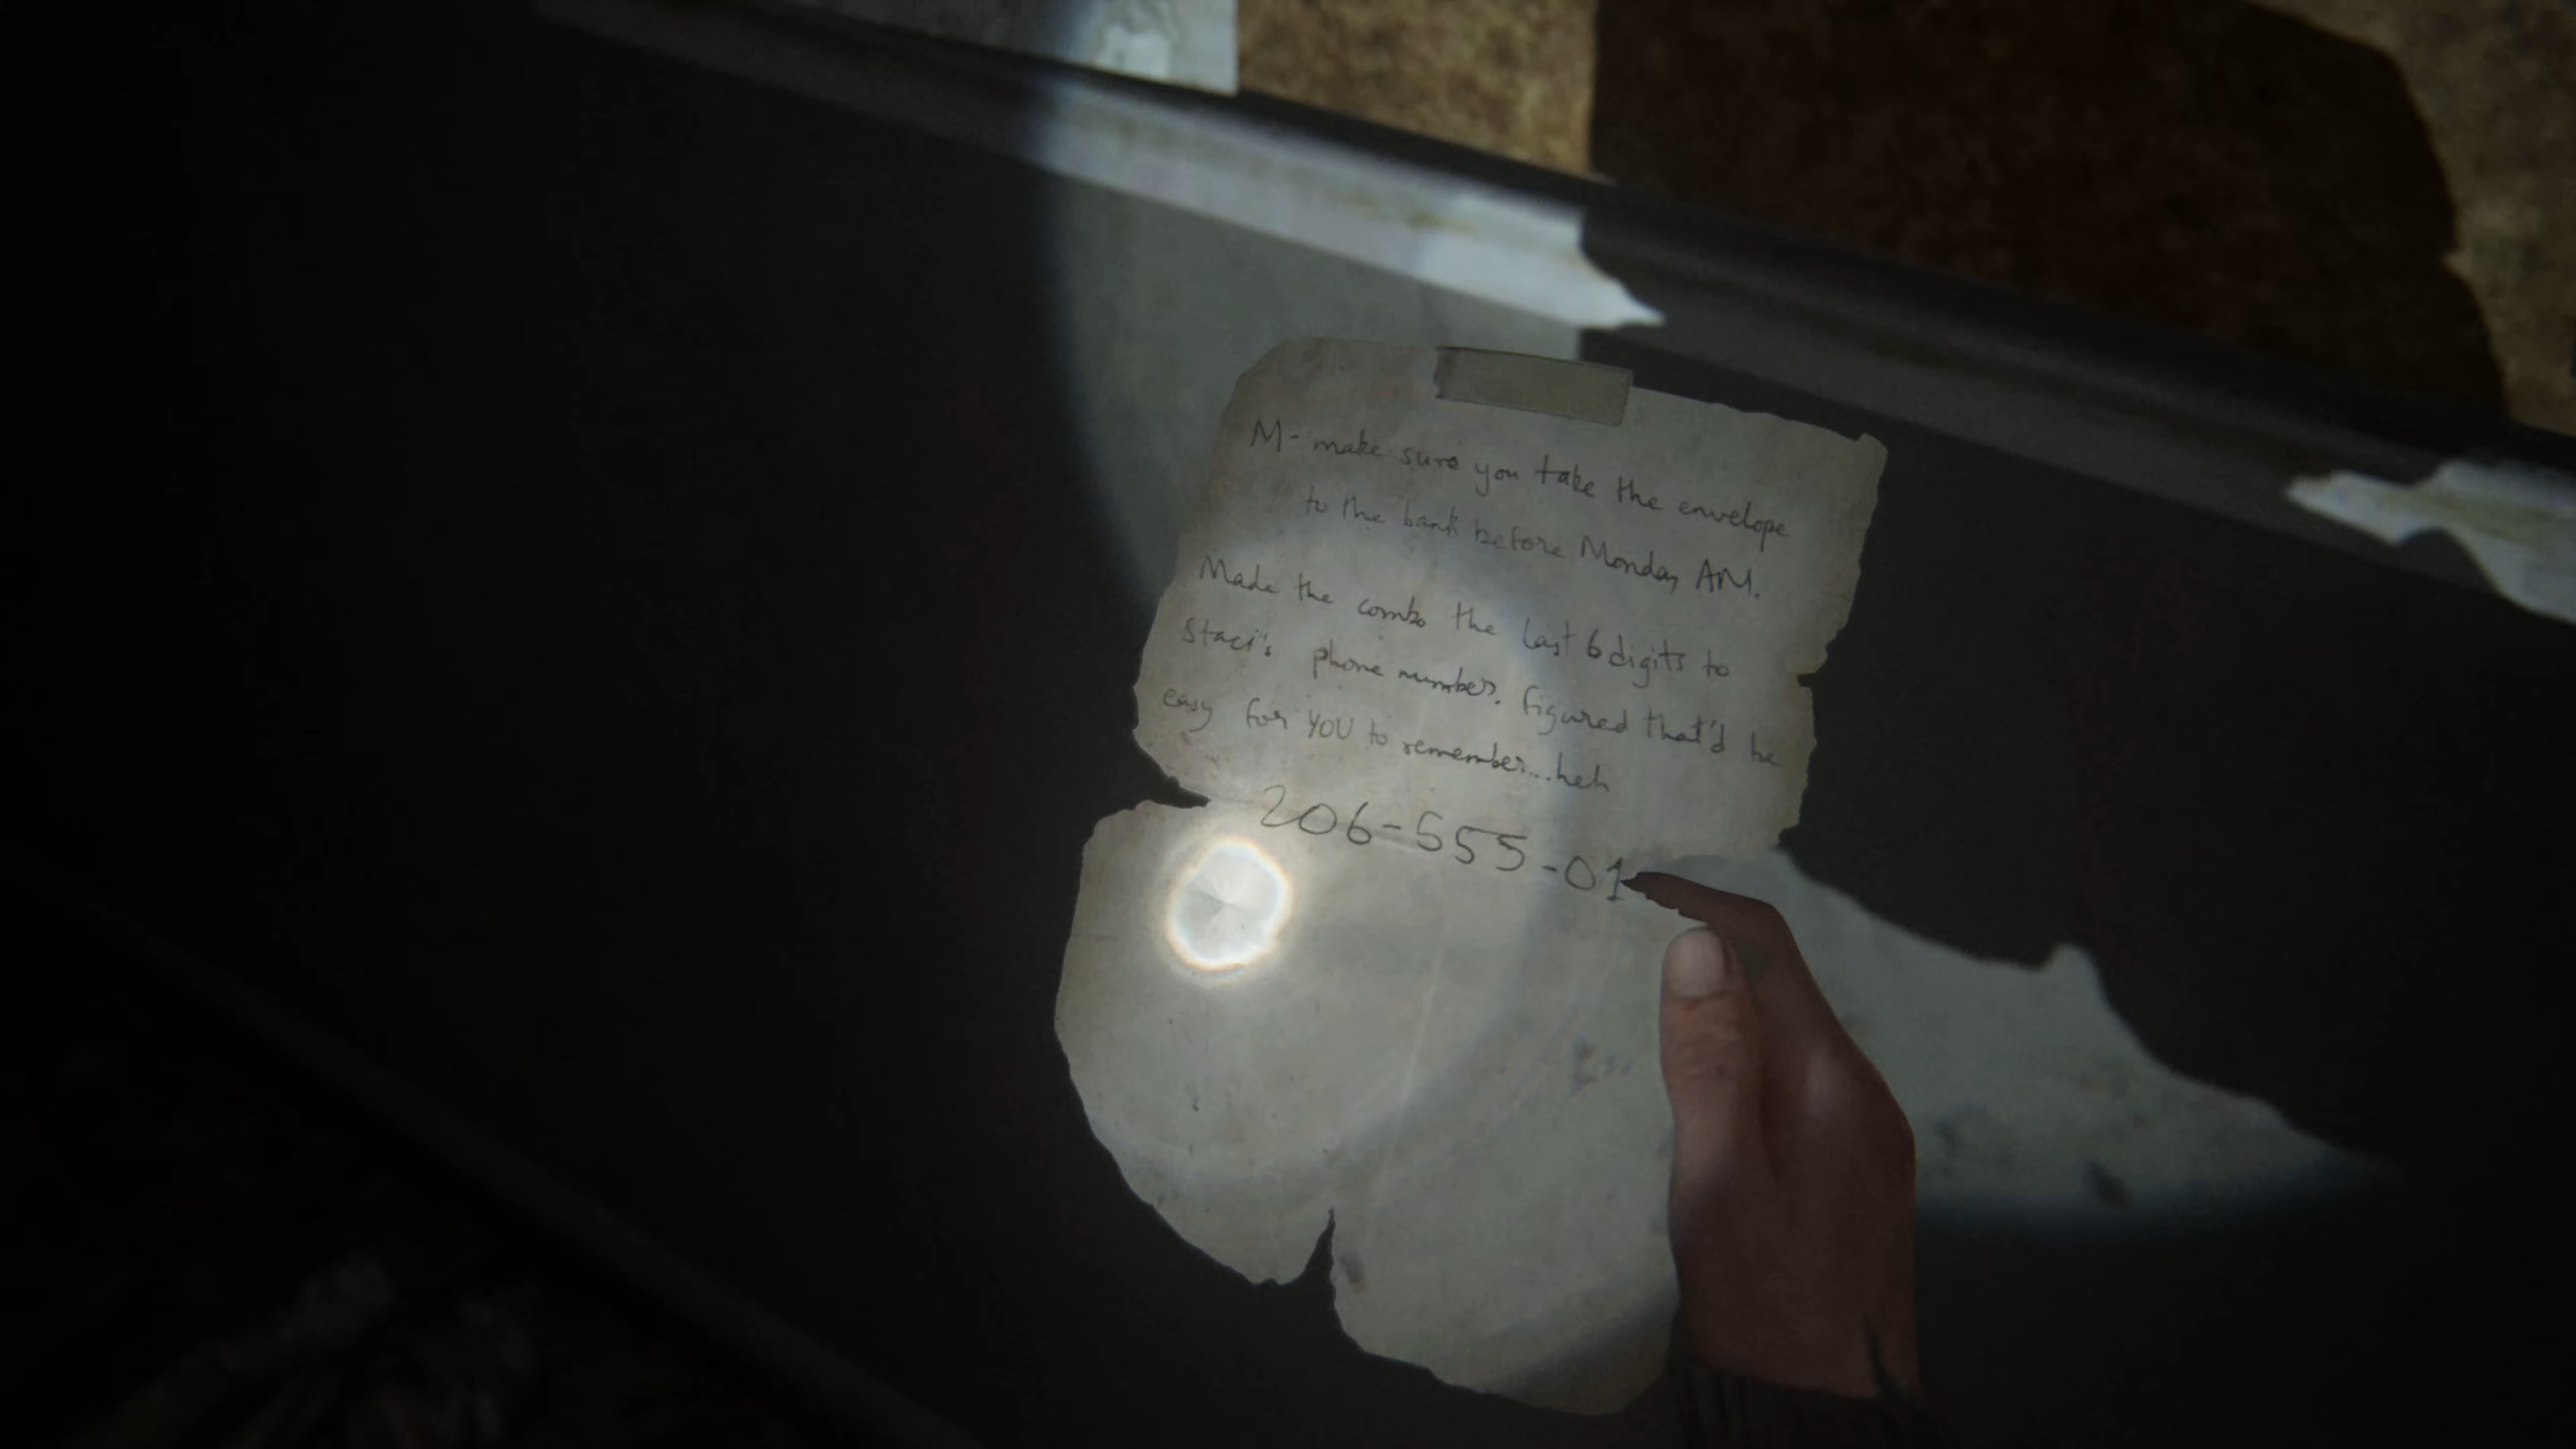 M- make sure you take the envelope
to the bank before Monday AM.
Made the combo the last 6 digits to
Staci's phone number. figured that'd be
easy for YOU to remember...heh
206-555-01